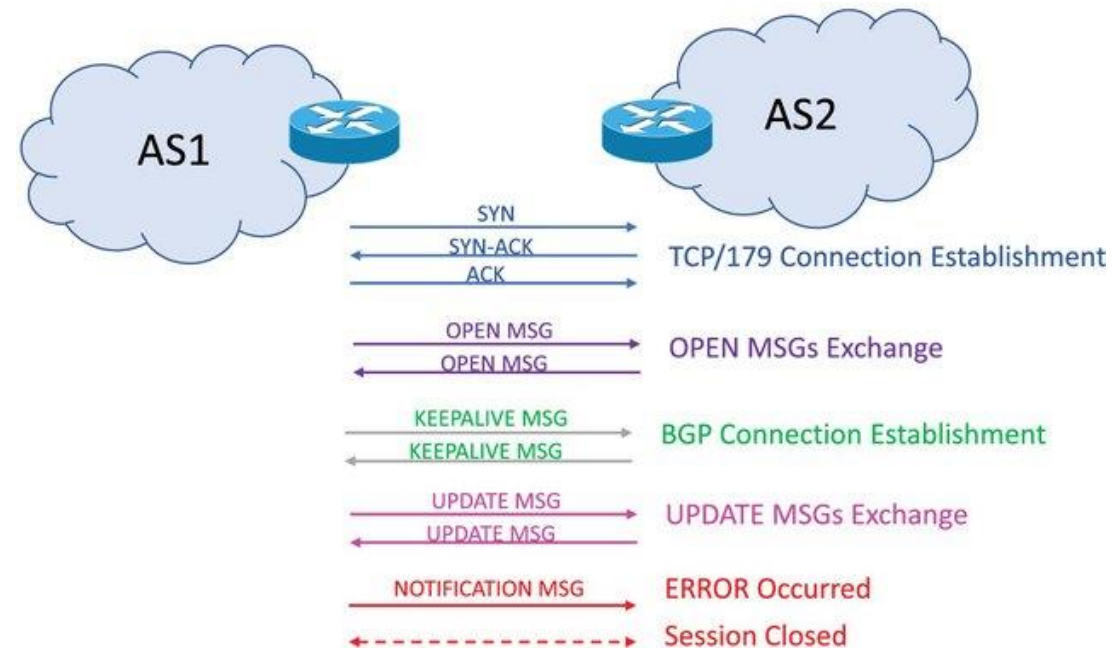 AS1
AS2
SYN
SYN-ACK
TCP/179 Connection Establishment
ACK
OPEN MSG
OPEN MSGs Exchange
OPEN MSG
KEEPALIVE MSG
BGP Connection Establishment
KEEPALIVE MSG
UPDATE MSG
UPDATE MSGs Exchange
UPDATE MSG
NOTIFICATION MSG
ERROR Occurred
Session Closed